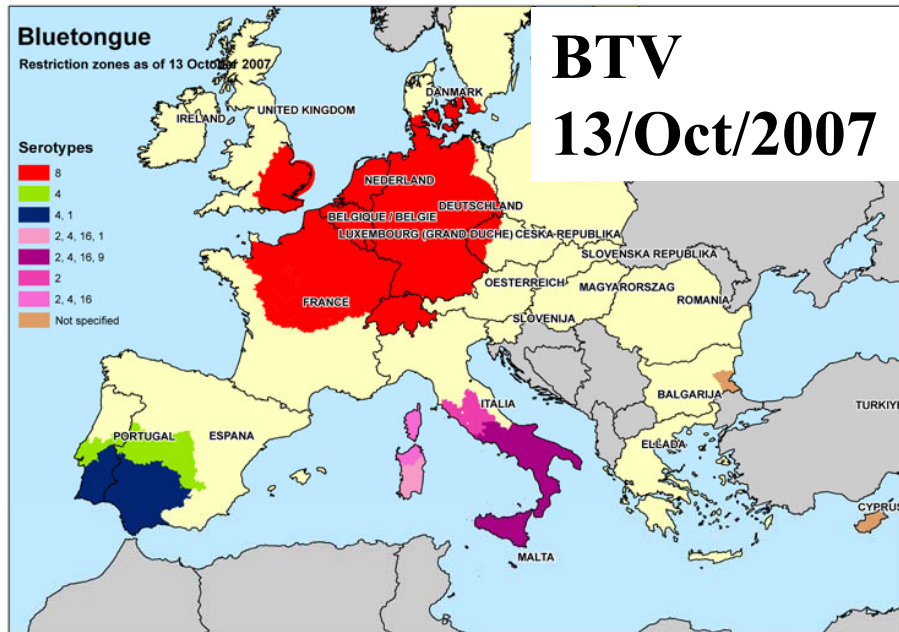 Bluetongue
Restriction zones as of 13 October 2007
BTV
13/Oct/2007
DANMARK
IRELAND
UNITED KINGDOM
Serotypes
8
4
4, 1
2, 4, 16, 1
2, 4, 16, 9
2
2, 4, 16
Not specified
NEDERLAND
DEUTSCHLAND
BELGIQUE / BELGIE
LUXEMBOURG (GRAND-DUCHE)
CESKA-REPUBLIKA
SLOVENSKA REPUBLIKA
OESTERREICH
MAGYARORSZAG
ROMANIA
FRANCE
SLOVENIJA
BALGARIJA
ITALIA
TURKIYE
PORTUGAL
ESPANA
ELLADA
CYPRUS
MALTA